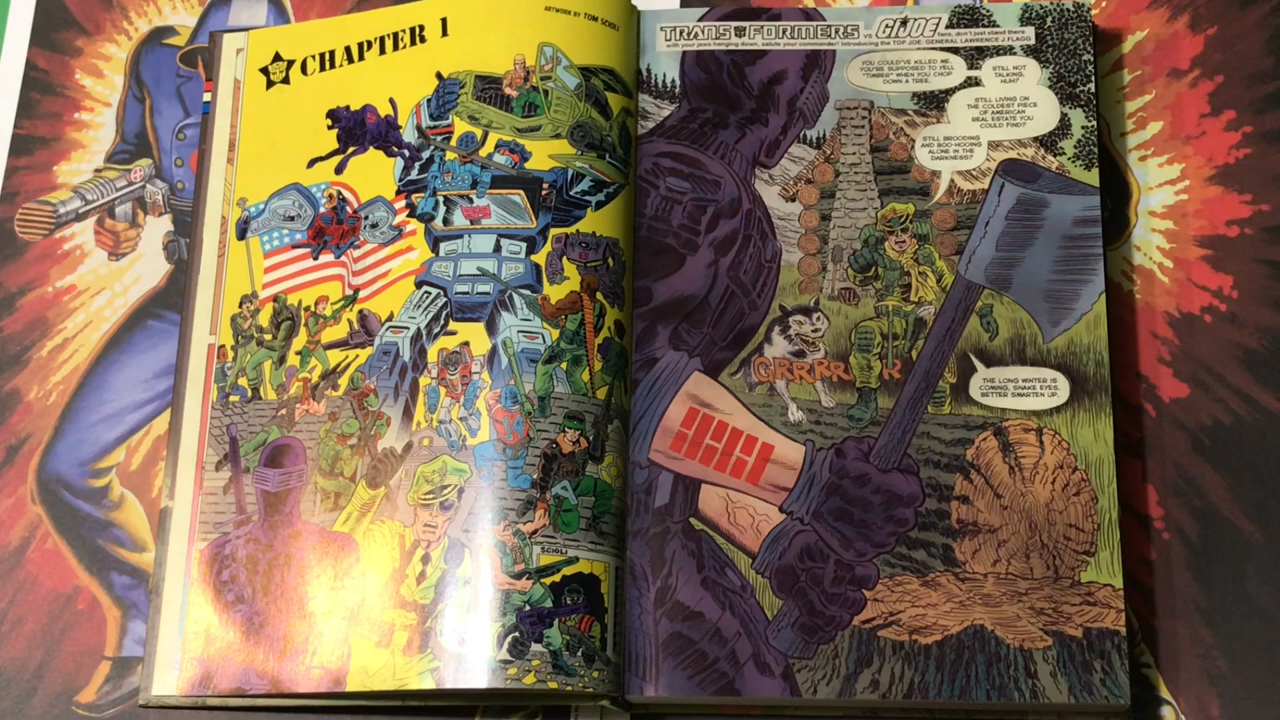 CHAPTER 1
ARTWORK BY TOM SCIOLI
SCIOLI
TRANSFORMERS vs G.I.JOE fans, don't just stand there
with your jaws hanging down, salute your commander! Introducing the TOP JOE: GENERAL LAWRENCE J. FLAGG
YOU COULD'VE KILLED ME.
YOU'RE SUPPOSED TO YELL
"TIMBER" WHEN YOU CHOP
DOWN A TREE.
STILL NOT
TALKING,
HUH?
STILL LIVING ON
THE COLDEST PIECE
OF AMERICAN
REAL ESTATE YOU
COULD FIND?
STILL BROODING
AND BOO-HOOING
ALONE IN THE
DARKNESS?
GRRRR
R
THE LONG WINTER IS
COMING, SNAKE EYES.
BETTER SMARTEN UP.